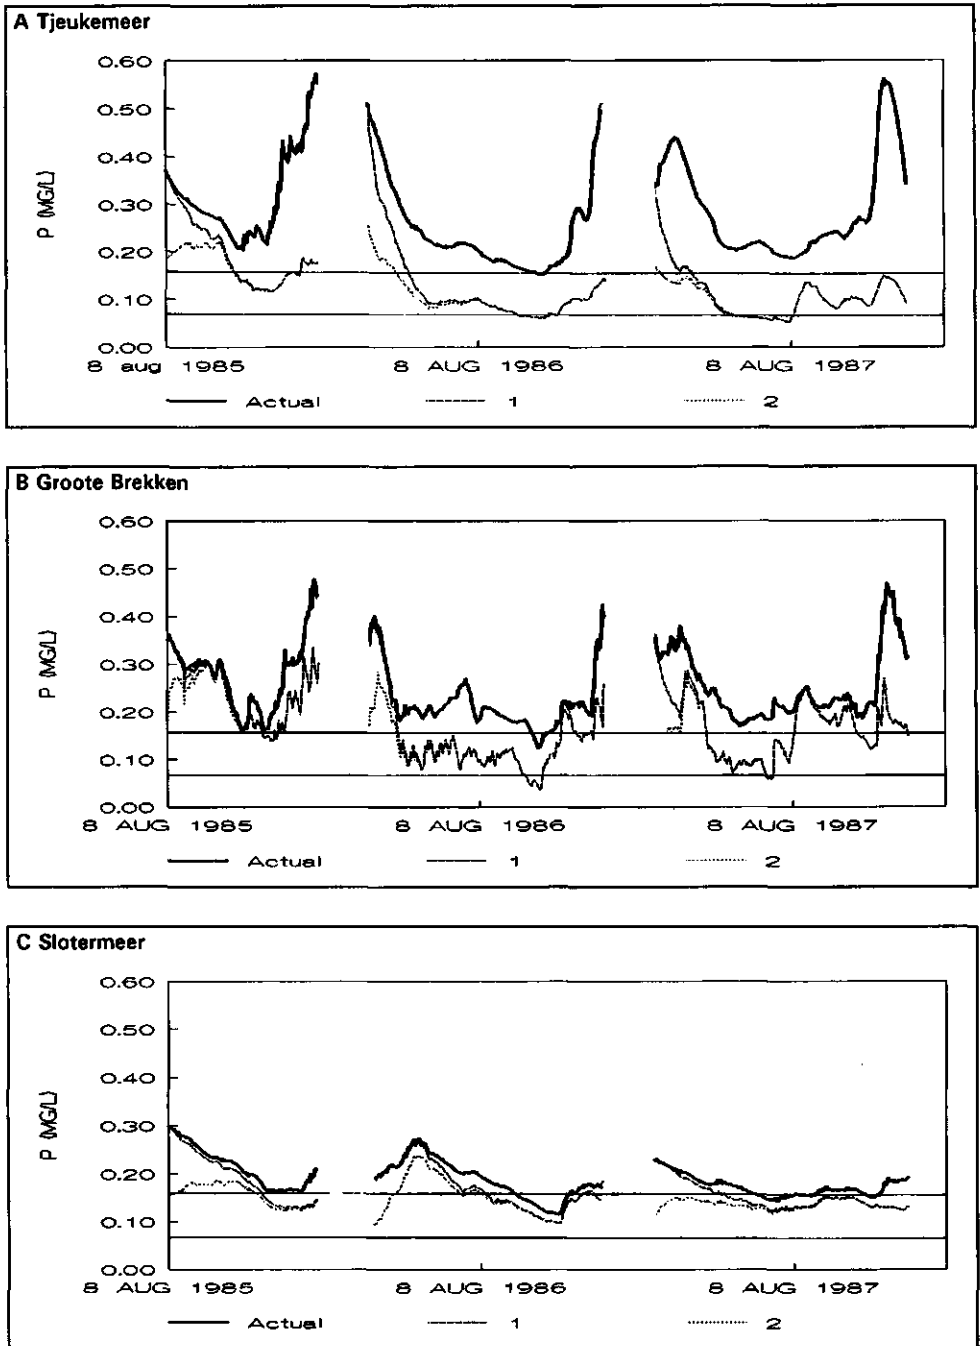 A Tjeukemeer
P (MG/L)
0.60
0.50
0.40
0.30
0.20
0.10
0.00
8 aug 1985
8 AUG 1986
8 AUG 1987
Actual
1
2
B Groote Brekken
P (MG/L)
0.60
0.50
0.40
0.30
0.20
0.10
0.00
8 AUG 1985
8 AUG 1986
8 AUG 1987
Actual
1
2
C Slotermeer
P (MG/L)
0.60
0.50
0.40
0.30
0.20
0.10
0.00
8 AUG 1985
8 AUG 1986
8 AUG 1987
Actual
1
2